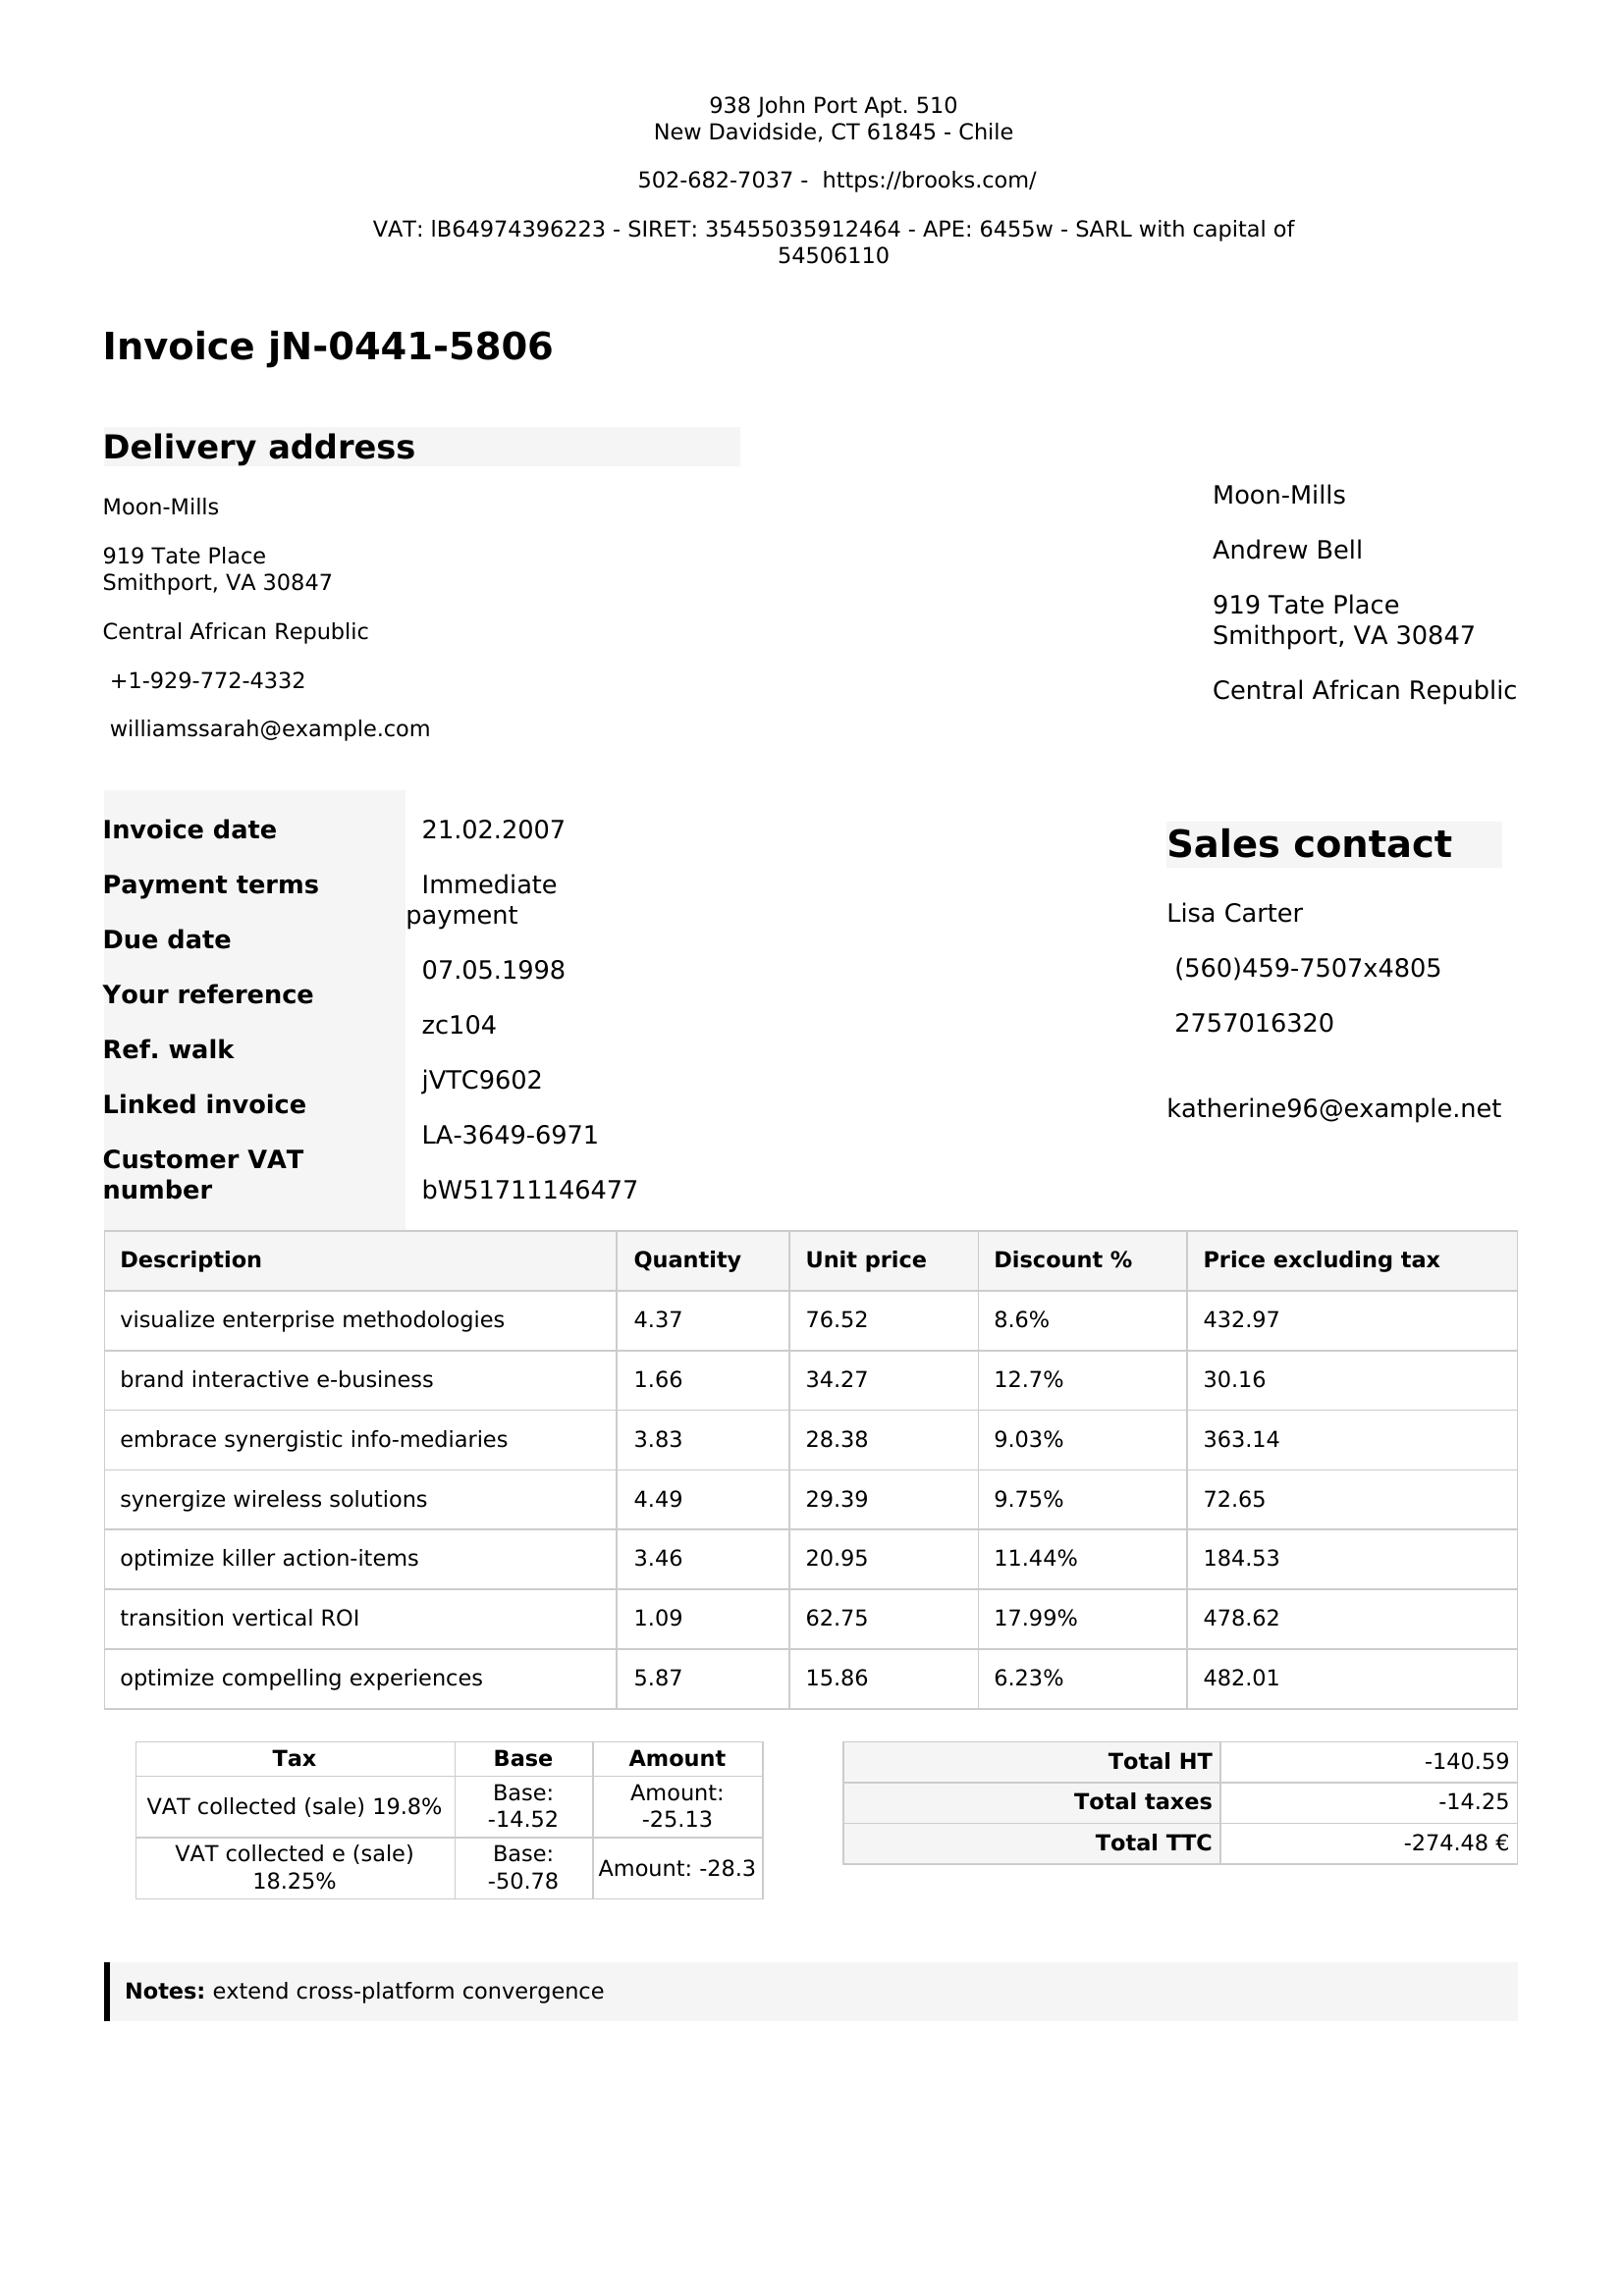 938 John Port Apt. 510
New Davidside, CT 61845 - Chile
502-682-7037 - https://brooks.com/
VAT: lB64974396223 - SIRET: 35455035912464 - APE: 6455w - SARL with capital of
54506110
Invoice jN-0441-5806
Delivery address
Moon-Mills
919 Tate Place
Smithport, VA 30847
Central African Republic
+1-929-772-4332
williamssarah@example.com
Moon-Mills
Andrew Bell
919 Tate Place
Smithport, VA 30847
Central African Republic
Invoice date
Payment terms
Due date
Your reference
Ref. walk
Linked invoice
Customer VAT
number
21.02.2007
Immediate
payment
07.05.1998
zc104
jVTC9602
LA-3649-6971
bW51711146477
Sales contact
Lisa Carter
(560)459-7507x4805
2757016320
katherine96@example.net
Description Quantity Unit price Discount % Price excluding tax
visualize enterprise methodologies 4.37 76.52 8.6% 432.97
brand interactive e-business 1.66 34.27 12.7% 30.16
embrace synergistic info-mediaries 3.83 28.38 9.03% 363.14
synergize wireless solutions 4.49 29.39 9.75% 72.65
optimize killer action-items 3.46 20.95 11.44% 184.53
transition vertical ROI 1.09 62.75 17.99% 478.62
optimize compelling experiences 5.87 15.86 6.23% 482.01
Tax Base Amount
VAT collected (sale) 19.8% Base: -14.52 Amount: -25.13
VAT collected e (sale) 18.25% Base: -50.78 Amount: -28.3
Total HT -140.59
Total taxes -14.25
Total TTC -274.48 €
Notes: extend cross-platform convergence